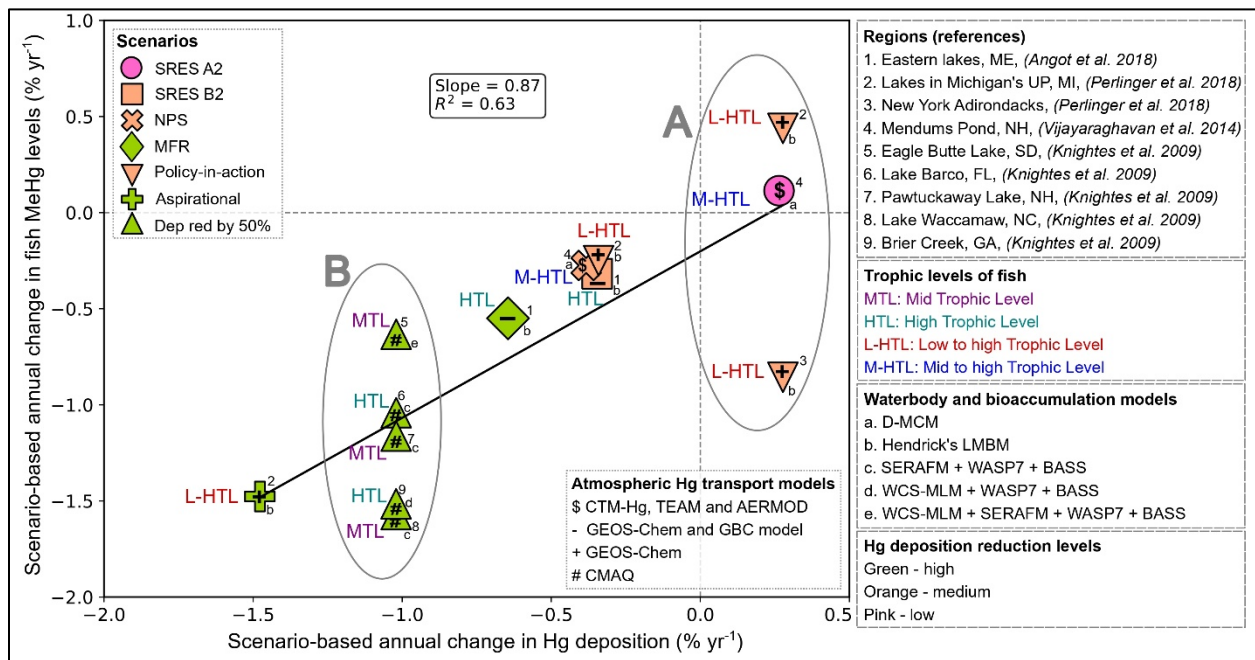 Scenario-based annual change in fish MeHg levels (% yr⁻¹)
1.0
0.5
0.0
−0.5
−1.0
−1.5
−2.0
Scenarios
SRES A2
SRES B2
NPS
MFR
Policy-in-action
Aspirational
Dep red by 50%
Slope = 0.87
R² = 0.63
A
L-HTL + 2 b
M-HTL $ 4 a
L-HTL + 3 b
L-HTL + 2 b
M-HTL $ 4 a
HTL − 1 b
HTL − 1 b
B
MTL # 5 e
HTL # 6 c
MTL # 7 c
HTL # 9 d
MTL # 8 c
L-HTL + 2 b
Atmospheric Hg transport models
$ CTM-Hg, TEAM and AERMOD
- GEOS-Chem and GBC model
+ GEOS-Chem
# CMAQ
−2.0 −1.5 −1.0 −0.5 0.0 0.5
Scenario-based annual change in Hg deposition (% yr⁻¹)
Regions (references)
1. Eastern lakes, ME, (Angot et al. 2018)
2. Lakes in Michigan's UP, MI, (Perlinger et al. 2018)
3. New York Adirondacks, (Perlinger et al. 2018)
4. Mendums Pond, NH, (Vijayaraghavan et al. 2014)
5. Eagle Butte Lake, SD, (Knightes et al. 2009)
6. Lake Barco, FL, (Knightes et al. 2009)
7. Pawtuckaway Lake, NH, (Knightes et al. 2009)
8. Lake Waccamaw, NC, (Knightes et al. 2009)
9. Brier Creek, GA, (Knightes et al. 2009)
Trophic levels of fish
MTL: Mid Trophic Level
HTL: High Trophic Level
L-HTL: Low to high Trophic Level
M-HTL: Mid to high Trophic Level
Waterbody and bioaccumulation models
a. D-MCM
b. Hendrick's LMBM
c. SERAFM + WASP7 + BASS
d. WCS-MLM + WASP7 + BASS
e. WCS-MLM + SERAFM + WASP7 + BASS
Hg deposition reduction levels
Green - high
Orange - medium
Pink - low